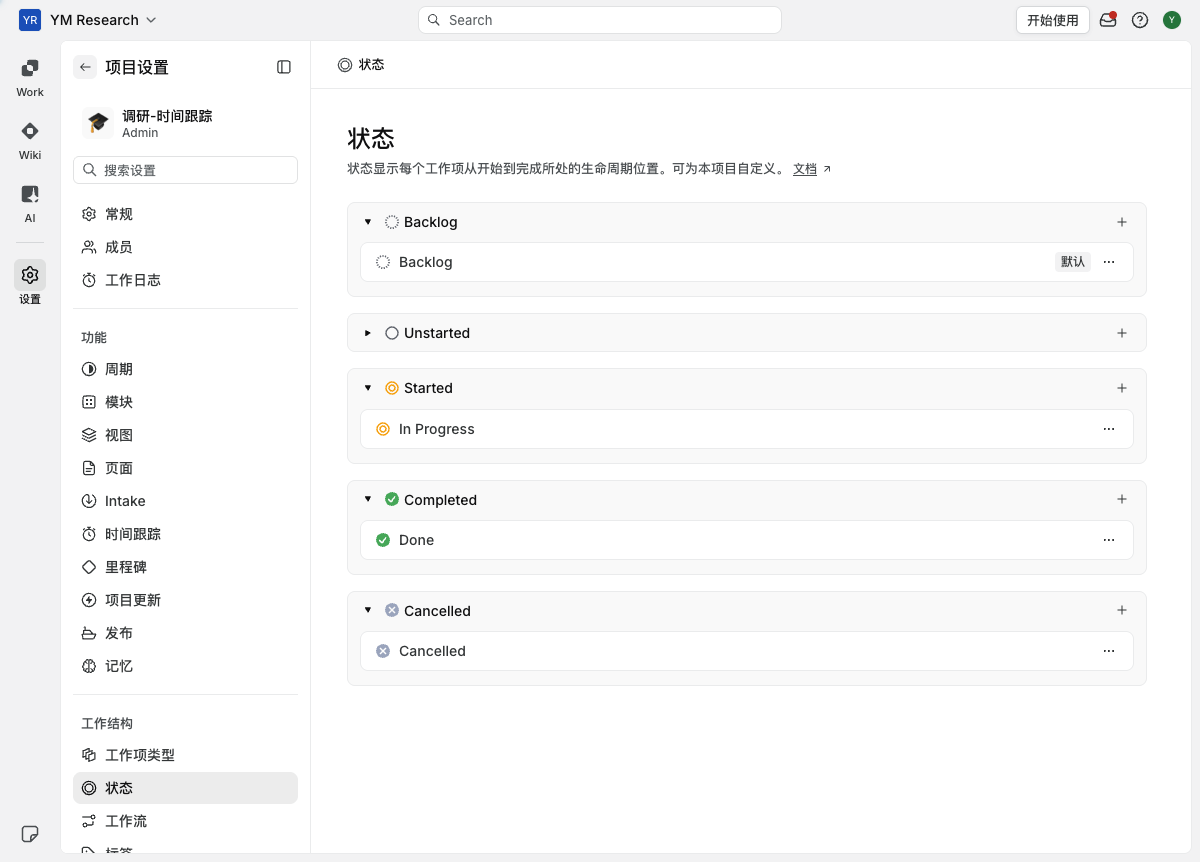 YR YM Research
Search
开始使用
Y
Work
Wiki
AI
设置
项目设置
调研-时间跟踪
Admin
搜索设置
常规
成员
工作日志
功能
周期
模块
视图
页面
Intake
时间跟踪
里程碑
项目更新
发布
记忆
工作结构
工作项类型
状态
工作流
标签
状态
状态
状态显示每个工作项从开始到完成所处的生命周期位置。可为本项目自定义。 文档
Backlog
Backlog 默认
Unstarted
Started
In Progress
Completed
Done
Cancelled
Cancelled